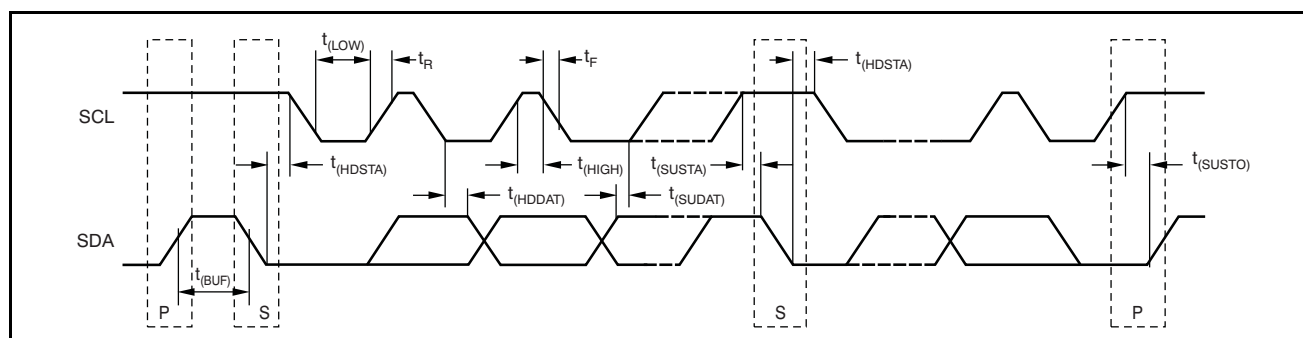 t(LOW)
tR
tF
t(HDSTA)
SCL
t(HDSTA)
t(HIGH)
t(SUSTA)
t(SUSTO)
t(HDDAT)
t(SUDAT)
SDA
t(BUF)
P
S
S
P